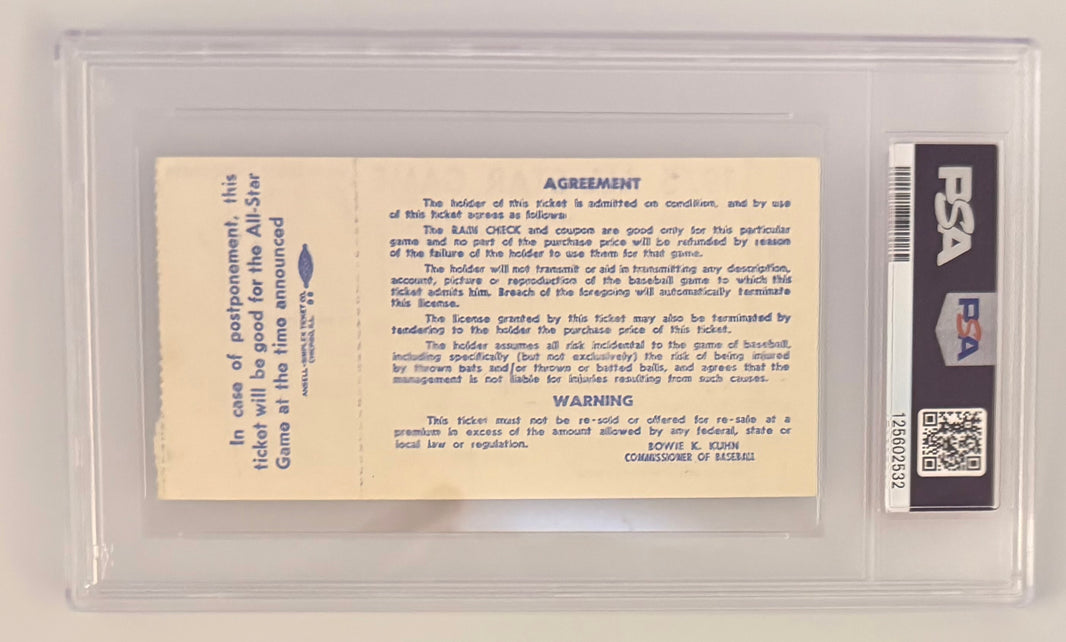 In case of postponement, this
ticket will be good for the All-Star
Game at the time announced
ANSELL-SIMPLEX TICKET CO.
CHICAGO, ILL.
AGREEMENT
The holder of this ticket is admitted on condition, and by use
of this ticket agrees as follows:
The RAIN CHECK and coupon are good only for this particular
game and no part of the purchase price will be refunded by reason
of the failure of the holder to use them for that game.
The holder will not transmit or aid in transmitting any description,
account, picture or reproduction of the baseball game to which this
ticket admits him. Breach of the foregoing will automatically terminate
this license.
The license granted by this ticket may also be terminated by
tendering to the holder the purchase price of this ticket.
The holder assumes all risk incidental to the game of baseball,
including specifically (but not exclusively) the risk of being injured
by thrown bats and/or thrown or batted balls, and agrees that the
management is not liable for injuries resulting from such causes.
WARNING
This ticket must not be re-sold or offered for re-sale at a
premium in excess of the amount allowed by any federal, state or
local law or regulation.
BOWIE K. KUHN
COMMISSIONER OF BASEBALL
PSA
PSA
125602532